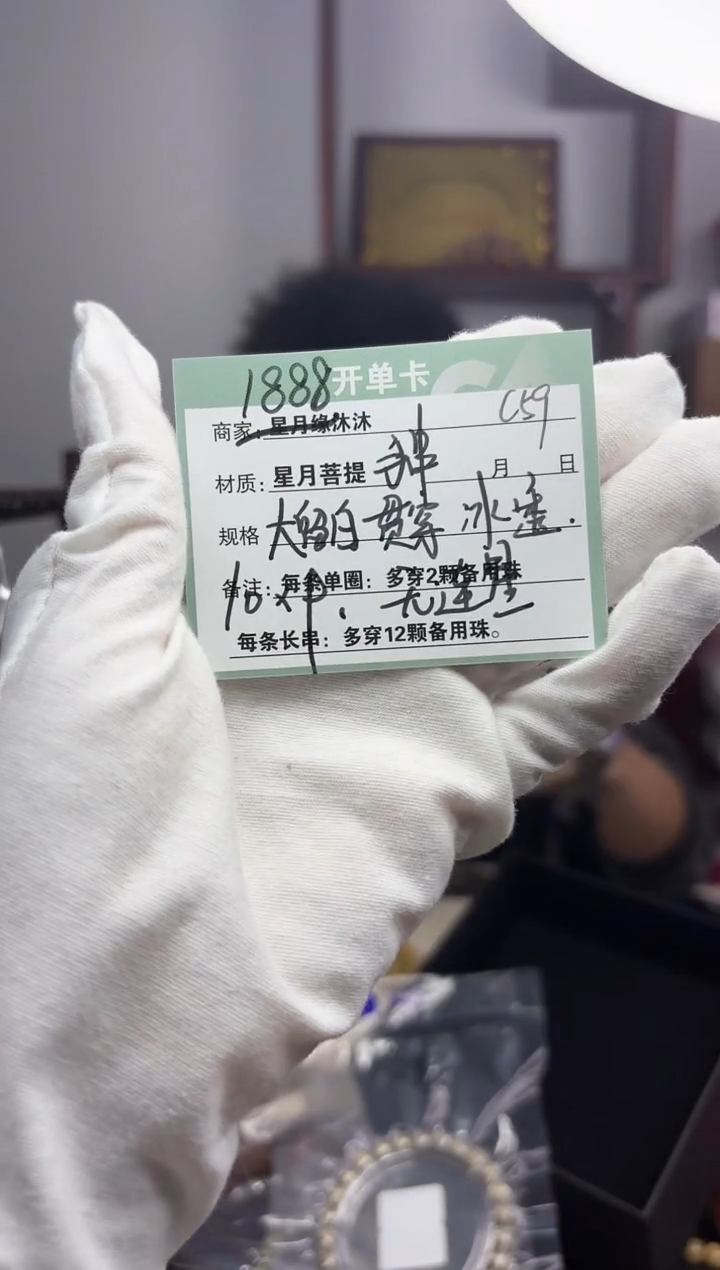 1888 开单卡
商家：星月缘沐沐 C59
材质：星月菩提 月 日
规格 大留白 贯穿 冰透.
备注：每条单圈：多穿2颗备用珠
每条长串：多穿12颗备用珠。